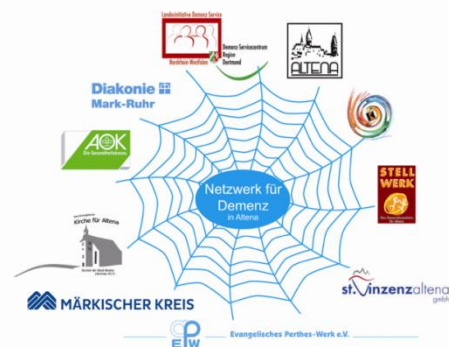 Landesinitiative Demenz-Service
Nordrhein-Westfalen
Demenz-Servicezentrum
Region
Dortmund
ALTENA
Diakonie
Mark-Ruhr
AOK
Die Gesundheitskasse
Netzwerk für
Demenz
in Altena
STELL
WERK
Kirche für Altena
MÄRKISCHER KREIS
st.vinzenzaltena
gmbh
EPW
Evangelisches Perthes-Werk e.V.